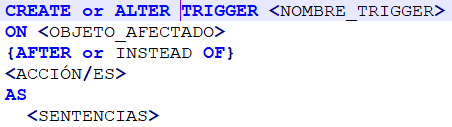 CREATE or ALTER TRIGGER <NOMBRE_TRIGGER>
ON <OBJETO_AFECTADO>
{AFTER or INSTEAD OF}
<ACCIÓN/ES>
AS
<SENTENCIAS>